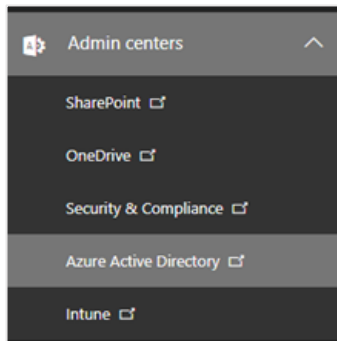 Admin centers
SharePoint
OneDrive
Security & Compliance
Azure Active Directory
Intune